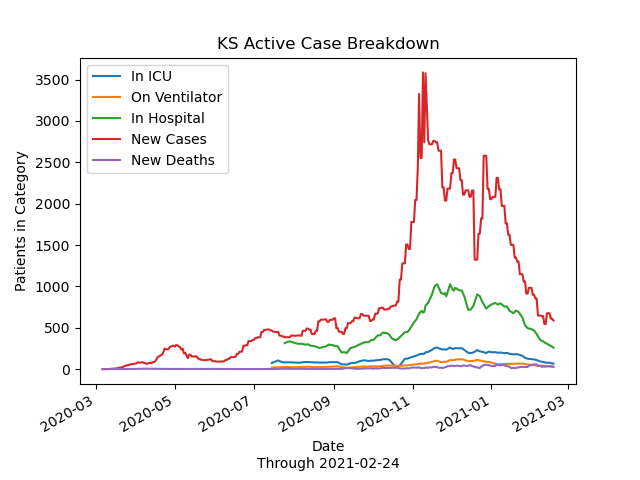 KS Active Case Breakdown
In ICU
On Ventilator
In Hospital
New Cases
New Deaths
Patients in Category
3500
3000
2500
2000
1500
1000
500
0
2020-03
2020-05
2020-07
2020-09
2020-11
2021-01
2021-03
Date
Through 2021-02-24